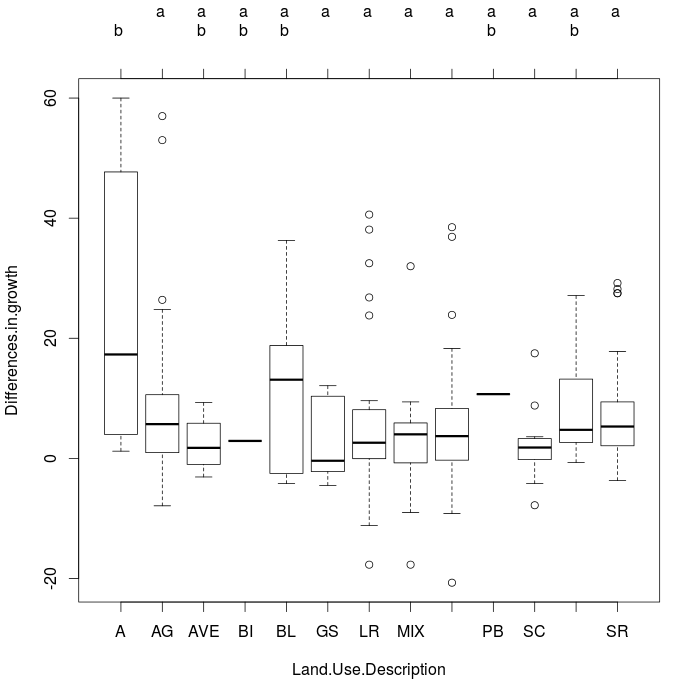 a a a a a a a a a a a a
b b b b b b b
60
40
20
0
-20
Differences.in.growth
A AG AVE BI BL GS LR MIX PB SC SR
Land.Use.Description